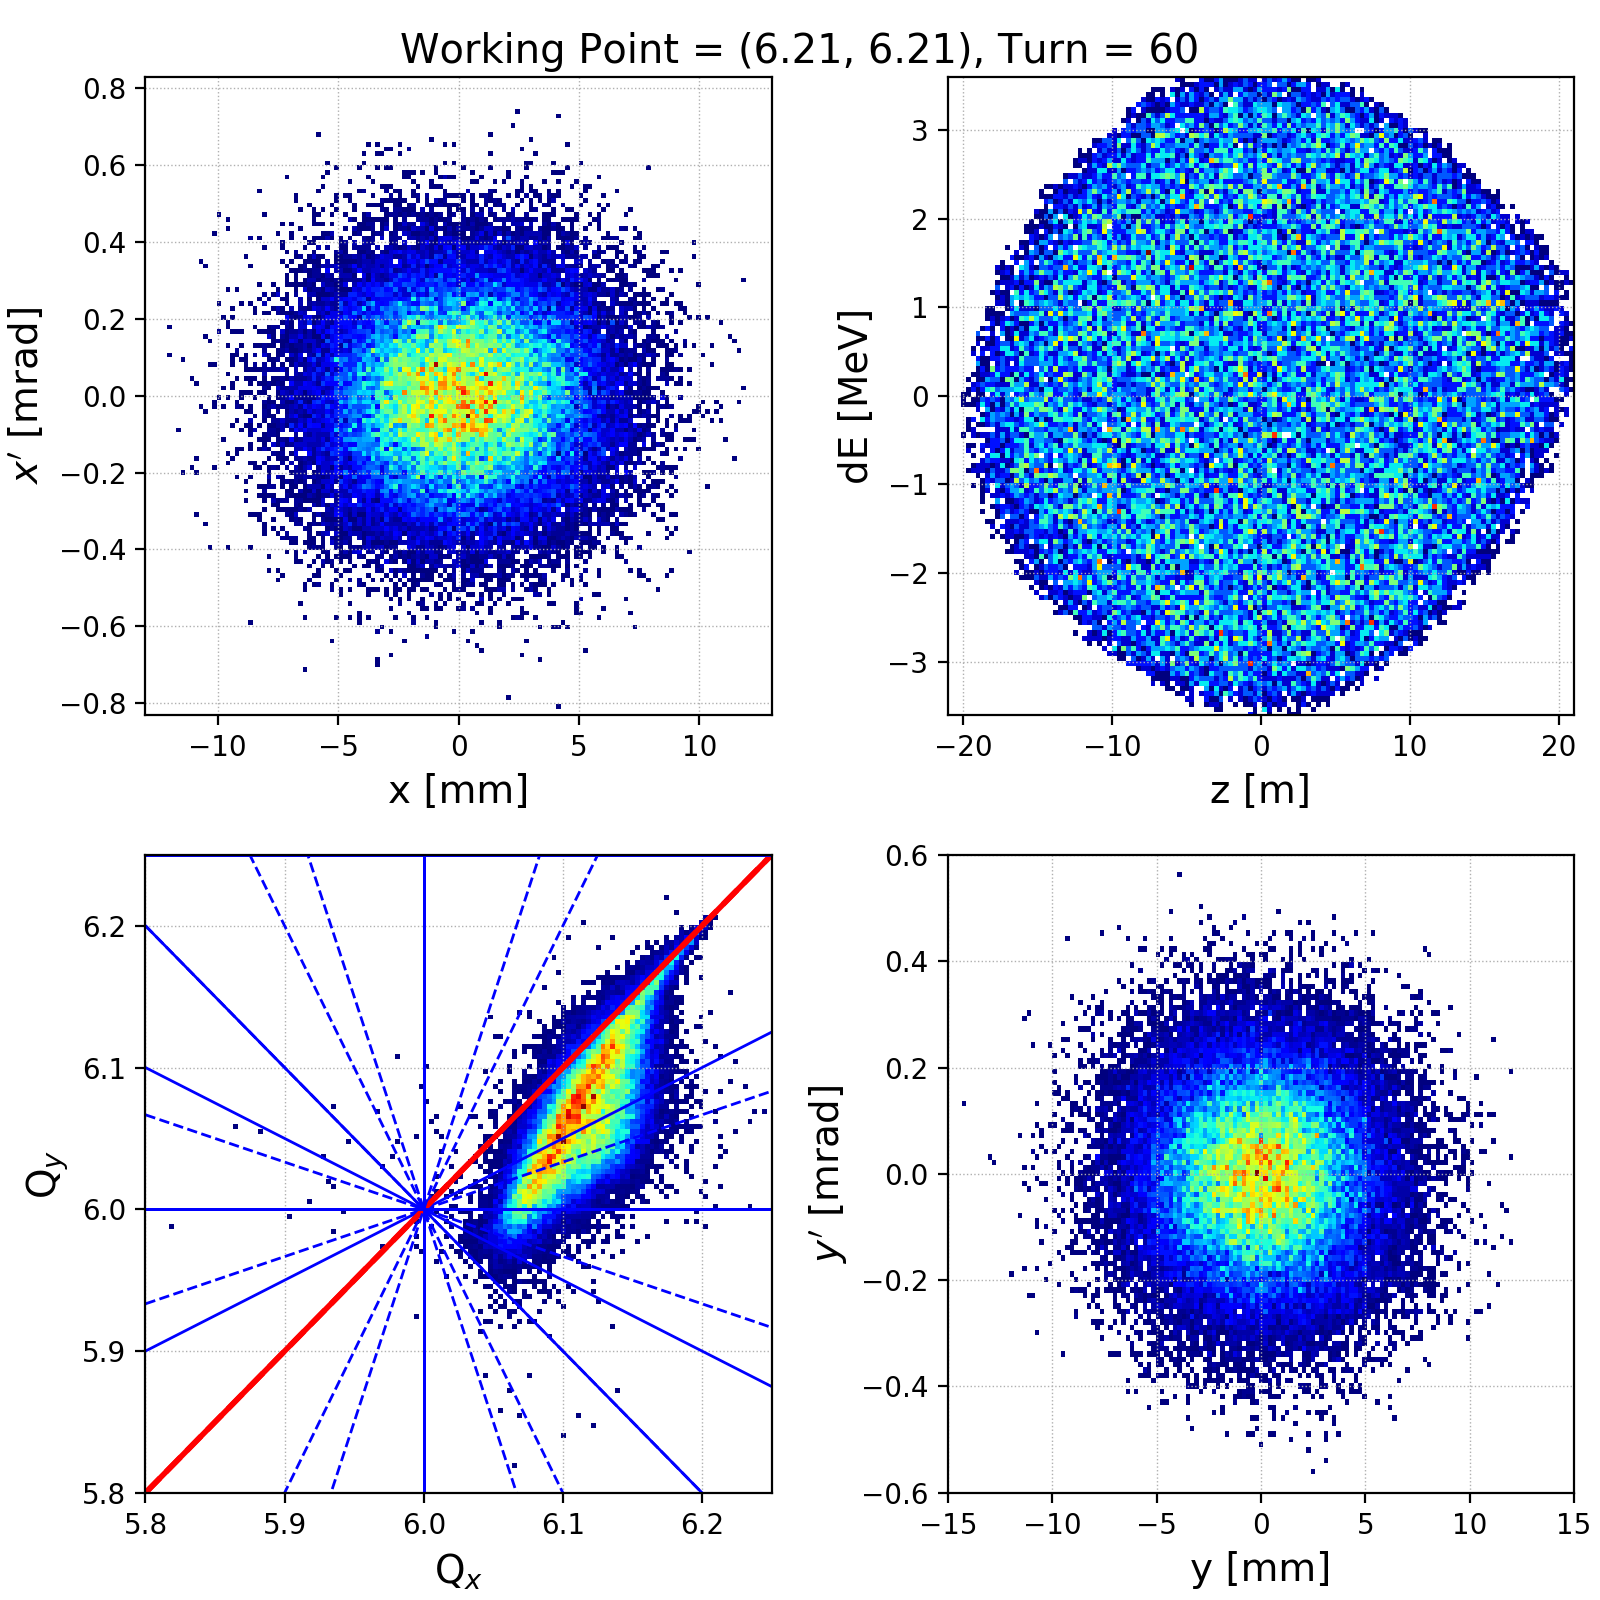 Working Point = (6.21, 6.21), Turn = 60
0.8
0.6
0.4
0.2
0.0
−0.2
−0.4
−0.6
−0.8
x′ [mrad]
−10 −5 0 5 10
x [mm]
3
2
1
0
−1
−2
−3
dE [MeV]
−20 −10 0 10 20
z [m]
6.2
6.1
6.0
5.9
5.8
Qy
5.8 5.9 6.0 6.1 6.2
Qx
0.6
0.4
0.2
0.0
−0.2
−0.4
−0.6
y′ [mrad]
−15 −10 −5 0 5 10 15
y [mm]